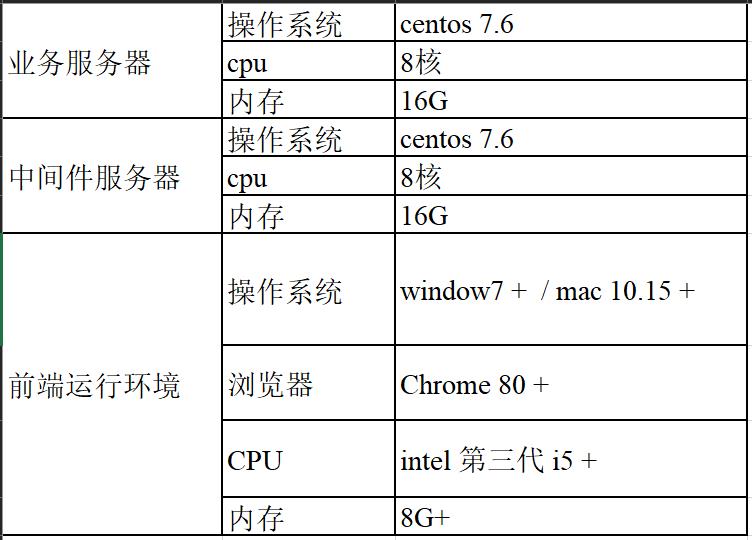 业务服务器
操作系统 centos 7.6
cpu 8核
内存 16G
中间件服务器
操作系统 centos 7.6
cpu 8核
内存 16G
前端运行环境
操作系统 window7 +  / mac 10.15 +
浏览器 Chrome 80 +
CPU intel 第三代 i5 +
内存 8G+